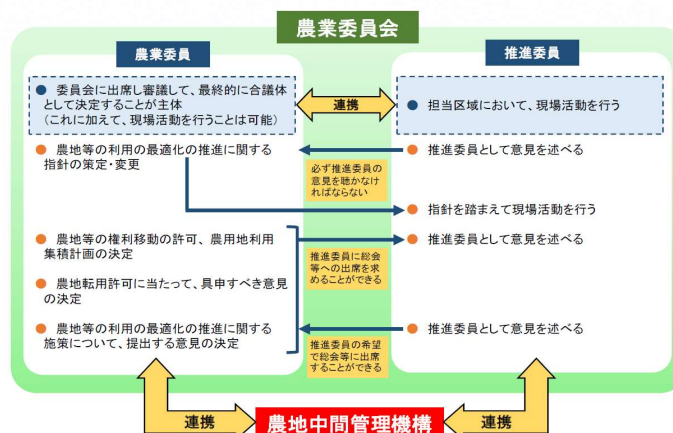 農業委員会
農業委員
推進委員
● 委員会に出席し審議して、最終的に合議体
として決定することが主体
（これに加えて、現場活動を行うことは可能）
連携
● 担当区域において、現場活動を行う
● 農地等の利用の最適化の推進に関する
指針の策定・変更
● 推進委員として意見を述べる
必ず推進委員の
意見を聴かなけ
ればならない
● 指針を踏まえて現場活動を行う
● 農地等の権利移動の許可、農用地利用
集積計画の決定
● 推進委員として意見を述べる
推進委員に総会
等への出席を求
めることができる
● 農地転用許可に当たって、具申すべき意見
の決定
● 農地等の利用の最適化の推進に関する
施策について、提出する意見の決定
● 推進委員として意見を述べる
推進委員の希望
で総会等に出席
することができる
連携
農地中間管理機構
連携